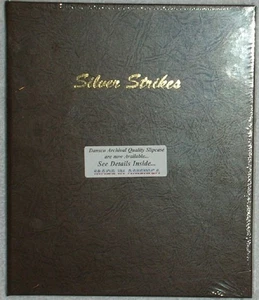 Silver Strikes
Dansco Archival Quality Slipcase
are now Available...
See Details Inside...